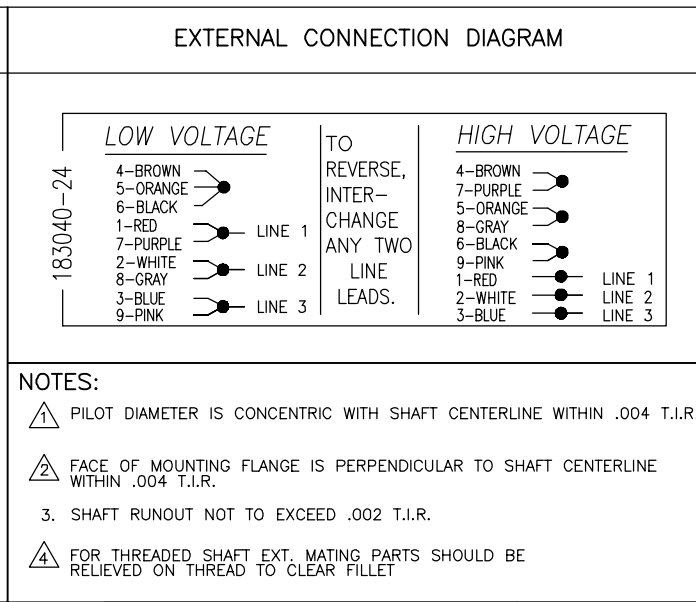 EXTERNAL CONNECTION DIAGRAM
183040-24
LOW VOLTAGE
4-BROWN
5-ORANGE
6-BLACK
1-RED
7-PURPLE
LINE 1
2-WHITE
8-GRAY
LINE 2
3-BLUE
9-PINK
LINE 3
TO
REVERSE,
INTER-
CHANGE
ANY TWO
LINE
LEADS.
HIGH VOLTAGE
4-BROWN
7-PURPLE
5-ORANGE
8-GRAY
6-BLACK
9-PINK
1-RED LINE 1
2-WHITE LINE 2
3-BLUE LINE 3
NOTES:
1 PILOT DIAMETER IS CONCENTRIC WITH SHAFT CENTERLINE WITHIN .004 T.I.R.
2 FACE OF MOUNTING FLANGE IS PERPENDICULAR TO SHAFT CENTERLINE
WITHIN .004 T.I.R.
3. SHAFT RUNOUT NOT TO EXCEED .002 T.I.R.
4 FOR THREADED SHAFT EXT. MATING PARTS SHOULD BE
RELIEVED ON THREAD TO CLEAR FILLET